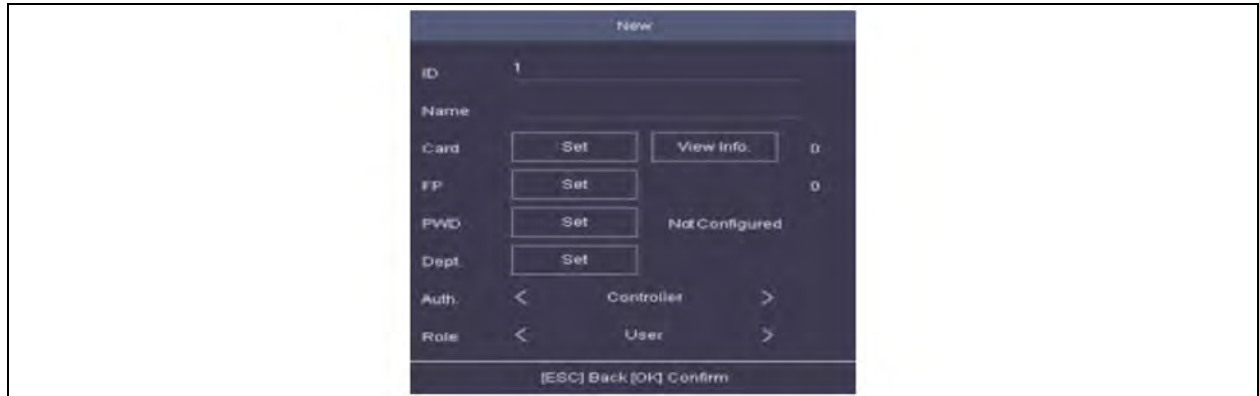 New
ID 1
Name
Card Set View Info. 0
FP Set 0
PWD Set Not Configured
Dept. Set
Auth. < Controller >
Role < User >
[ESC] Back [OK] Confirm